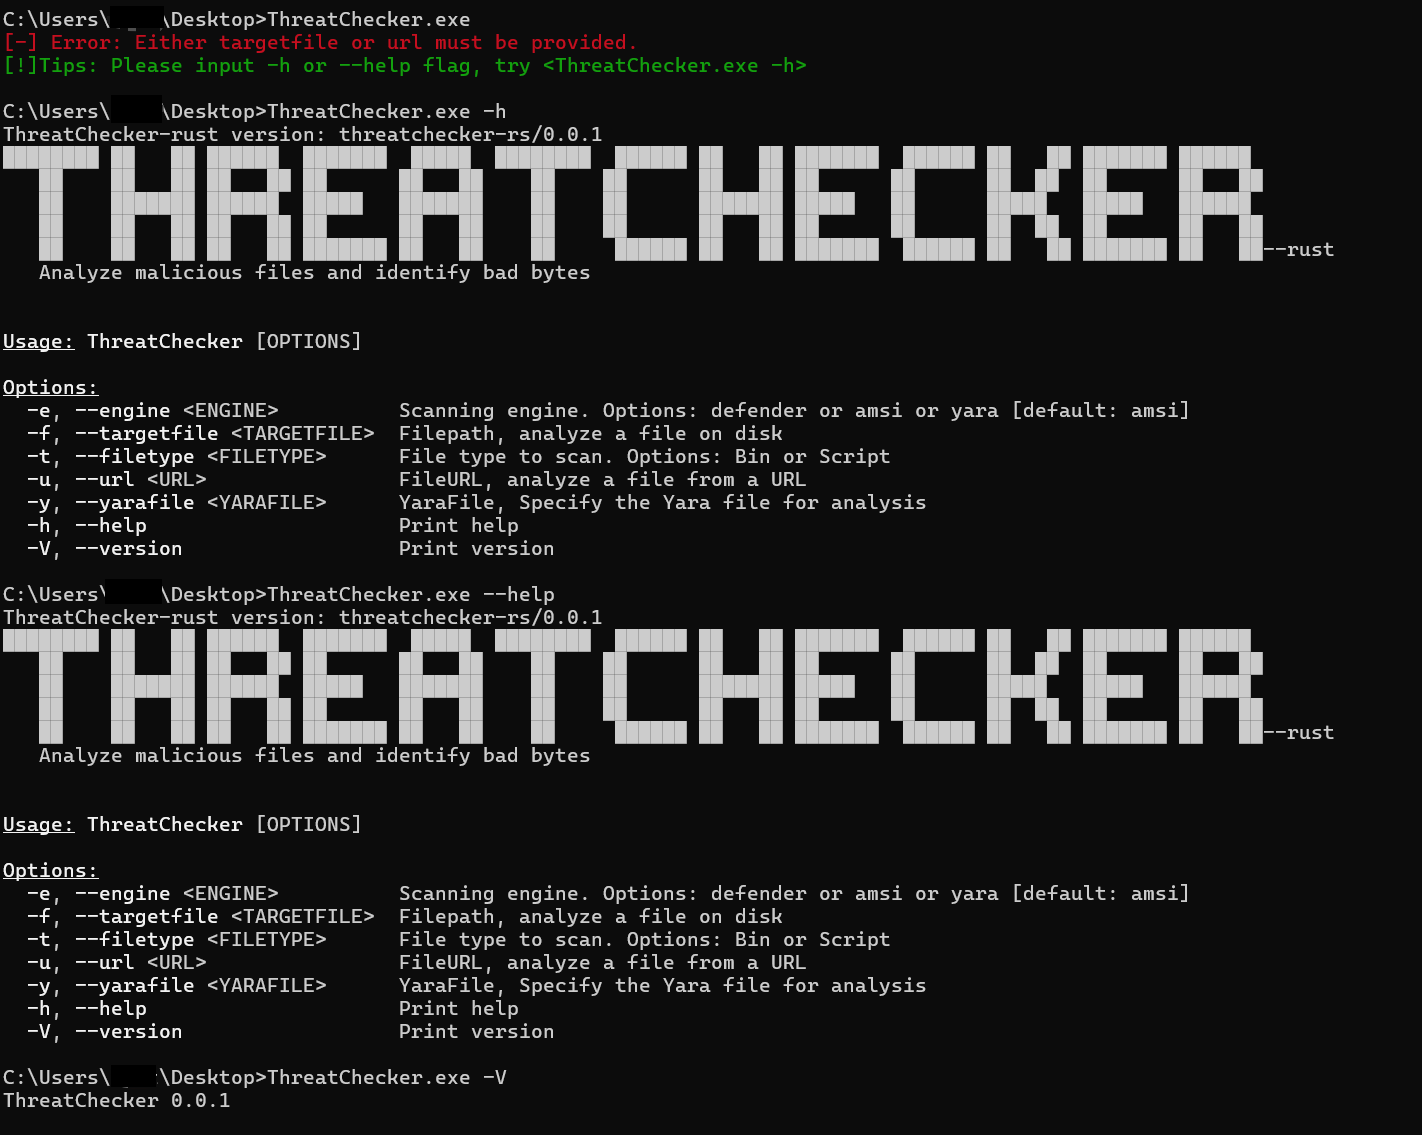 C:\Users\ \Desktop>ThreatChecker.exe
[-] Error: Either targetfile or url must be provided.
[!]Tips: Please input -h or --help flag, try <ThreatChecker.exe -h>
C:\Users\ \Desktop>ThreatChecker.exe -h
ThreatChecker-rust version: threatchecker-rs/0.0.1
THREATCHECKER--rust
Analyze malicious files and identify bad bytes
Usage: ThreatChecker [OPTIONS]
Options:
-e, --engine <ENGINE> Scanning engine. Options: defender or amsi or yara [default: amsi]
-f, --targetfile <TARGETFILE> Filepath, analyze a file on disk
-t, --filetype <FILETYPE> File type to scan. Options: Bin or Script
-u, --url <URL> FileURL, analyze a file from a URL
-y, --yarafile <YARAFILE> YaraFile, Specify the Yara file for analysis
-h, --help Print help
-V, --version Print version
C:\Users\ \Desktop>ThreatChecker.exe --help
ThreatChecker-rust version: threatchecker-rs/0.0.1
THREATCHECKER--rust
Analyze malicious files and identify bad bytes
Usage: ThreatChecker [OPTIONS]
Options:
-e, --engine <ENGINE> Scanning engine. Options: defender or amsi or yara [default: amsi]
-f, --targetfile <TARGETFILE> Filepath, analyze a file on disk
-t, --filetype <FILETYPE> File type to scan. Options: Bin or Script
-u, --url <URL> FileURL, analyze a file from a URL
-y, --yarafile <YARAFILE> YaraFile, Specify the Yara file for analysis
-h, --help Print help
-V, --version Print version
C:\Users\ \Desktop>ThreatChecker.exe -V
ThreatChecker 0.0.1